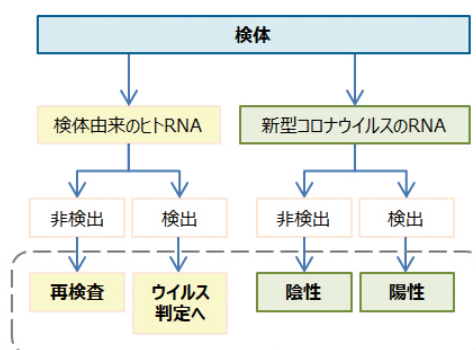 検体
検体由来のヒトRNA
新型コロナウイルスのRNA
非検出
検出
非検出
検出
再検査
ウイルス
判定へ
陰性
陽性